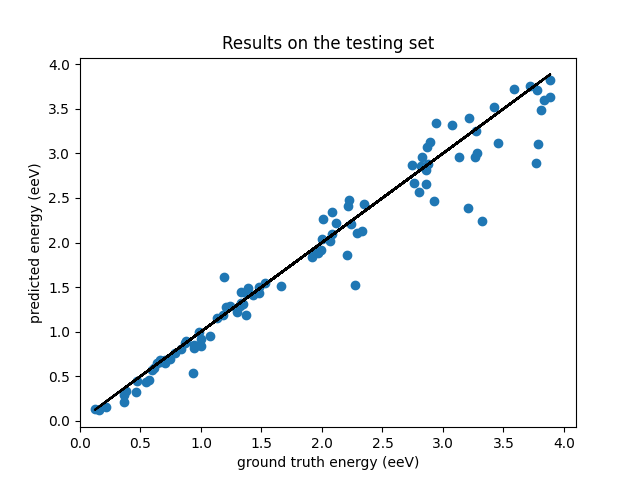 Results on the testing set
4.0
3.5
3.0
2.5
2.0
1.5
1.0
0.5
0.0
predicted energy (eeV)
0.0 0.5 1.0 1.5 2.0 2.5 3.0 3.5 4.0
ground truth energy (eeV)